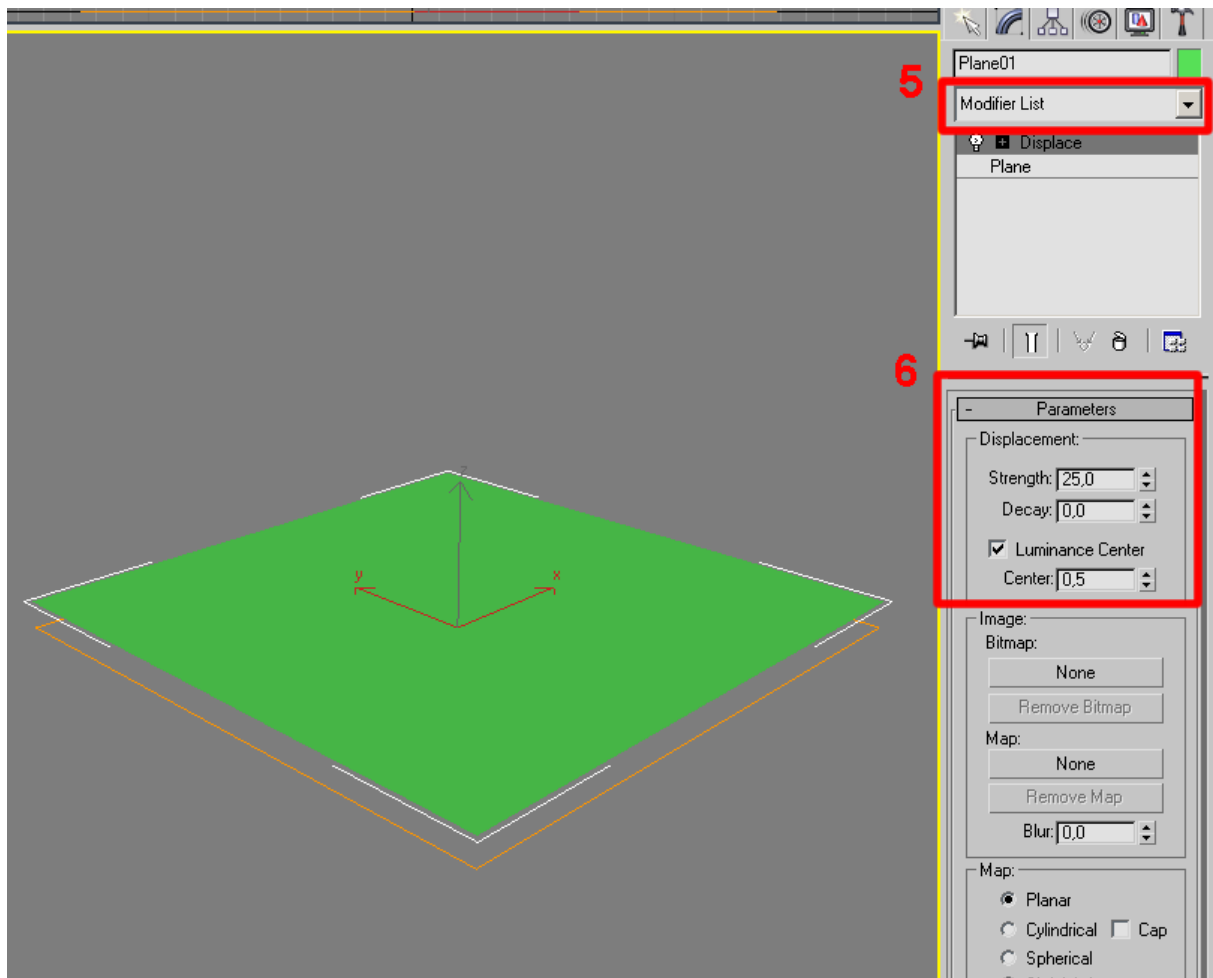 Plane01
5
Modifier List
Displace
Plane
6
- Parameters
Displacement:
Strength: 25,0
Decay: 0,0
Luminance Center
Center: 0,5
Image:
Bitmap:
None
Remove Bitmap
Map:
None
Remove Map
Blur: 0,0
Map:
Planar
Cylindrical Cap
Spherical
z
y x